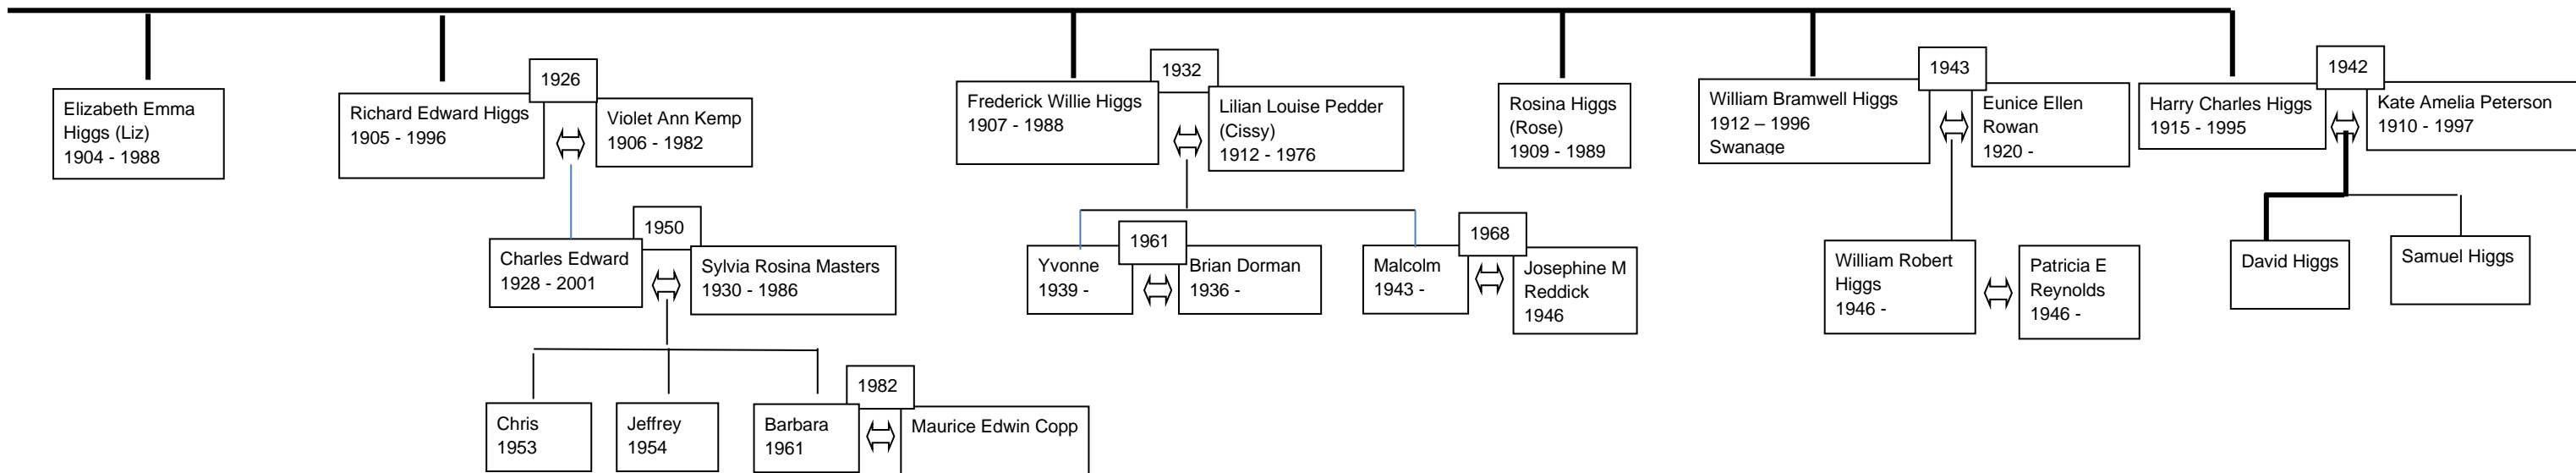 Elizabeth Emma
Higgs (Liz)
1904 - 1988
Richard Edward Higgs
1905 - 1996
1926
Violet Ann Kemp
1906 - 1982
Frederick Willie Higgs
1907 - 1988
1932
Lilian Louise Pedder
(Cissy)
1912 - 1976
Rosina Higgs
(Rose)
1909 - 1989
William Bramwell Higgs
1912 – 1996
Swanage
1943
Eunice Ellen
Rowan
1920 -
Harry Charles Higgs
1915 - 1995
1942
Kate Amelia Peterson
1910 - 1997
Charles Edward
1928 - 2001
1950
Sylvia Rosina Masters
1930 - 1986
Yvonne
1939 -
1961
Brian Dorman
1936 -
Malcolm
1943 -
1968
Josephine M
Reddick
1946
William Robert
Higgs
1946 -
Patricia E
Reynolds
1946 -
David Higgs
Samuel Higgs
Chris
1953
Jeffrey
1954
Barbara
1961
1982
Maurice Edwin Copp